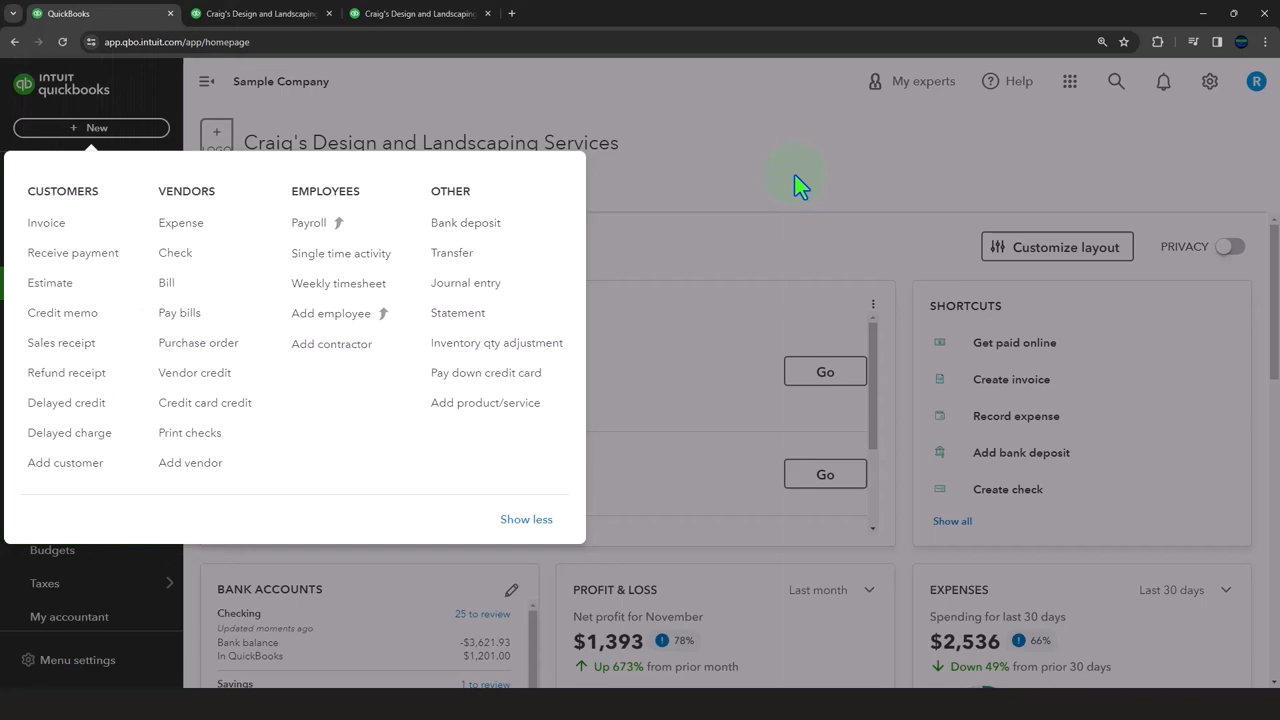 QuickBooks
Craig's Design and Landscaping
Craig's Design and Landscaping
app.qbo.intuit.com/app/homepage
INTUIT
quickbooks
Sample Company
My experts
Help
R
+ New
+
LOGO
Craig's Design and Landscaping Services
CUSTOMERS
Invoice
Receive payment
Estimate
Credit memo
Sales receipt
Refund receipt
Delayed credit
Delayed charge
Add customer
VENDORS
Expense
Check
Bill
Pay bills
Purchase order
Vendor credit
Credit card credit
Print checks
Add vendor
EMPLOYEES
Payroll
Single time activity
Weekly timesheet
Add employee
Add contractor
OTHER
Bank deposit
Transfer
Journal entry
Statement
Inventory qty adjustment
Pay down credit card
Add product/service
Show less
Customize layout
PRIVACY
Go
Go
SHORTCUTS
Get paid online
Create invoice
Record expense
Add bank deposit
Create check
Show all
Budgets
Taxes
My accountant
Menu settings
BANK ACCOUNTS
Checking
25 to review
Updated moments ago
Bank balance
-$3,621.93
In QuickBooks
$1,201.00
Savings
1 to review
PROFIT & LOSS
Last month
Net profit for November
$1,393
78%
Up 673% from prior month
EXPENSES
Last 30 days
Spending for last 30 days
$2,536
66%
Down 49% from prior 30 days